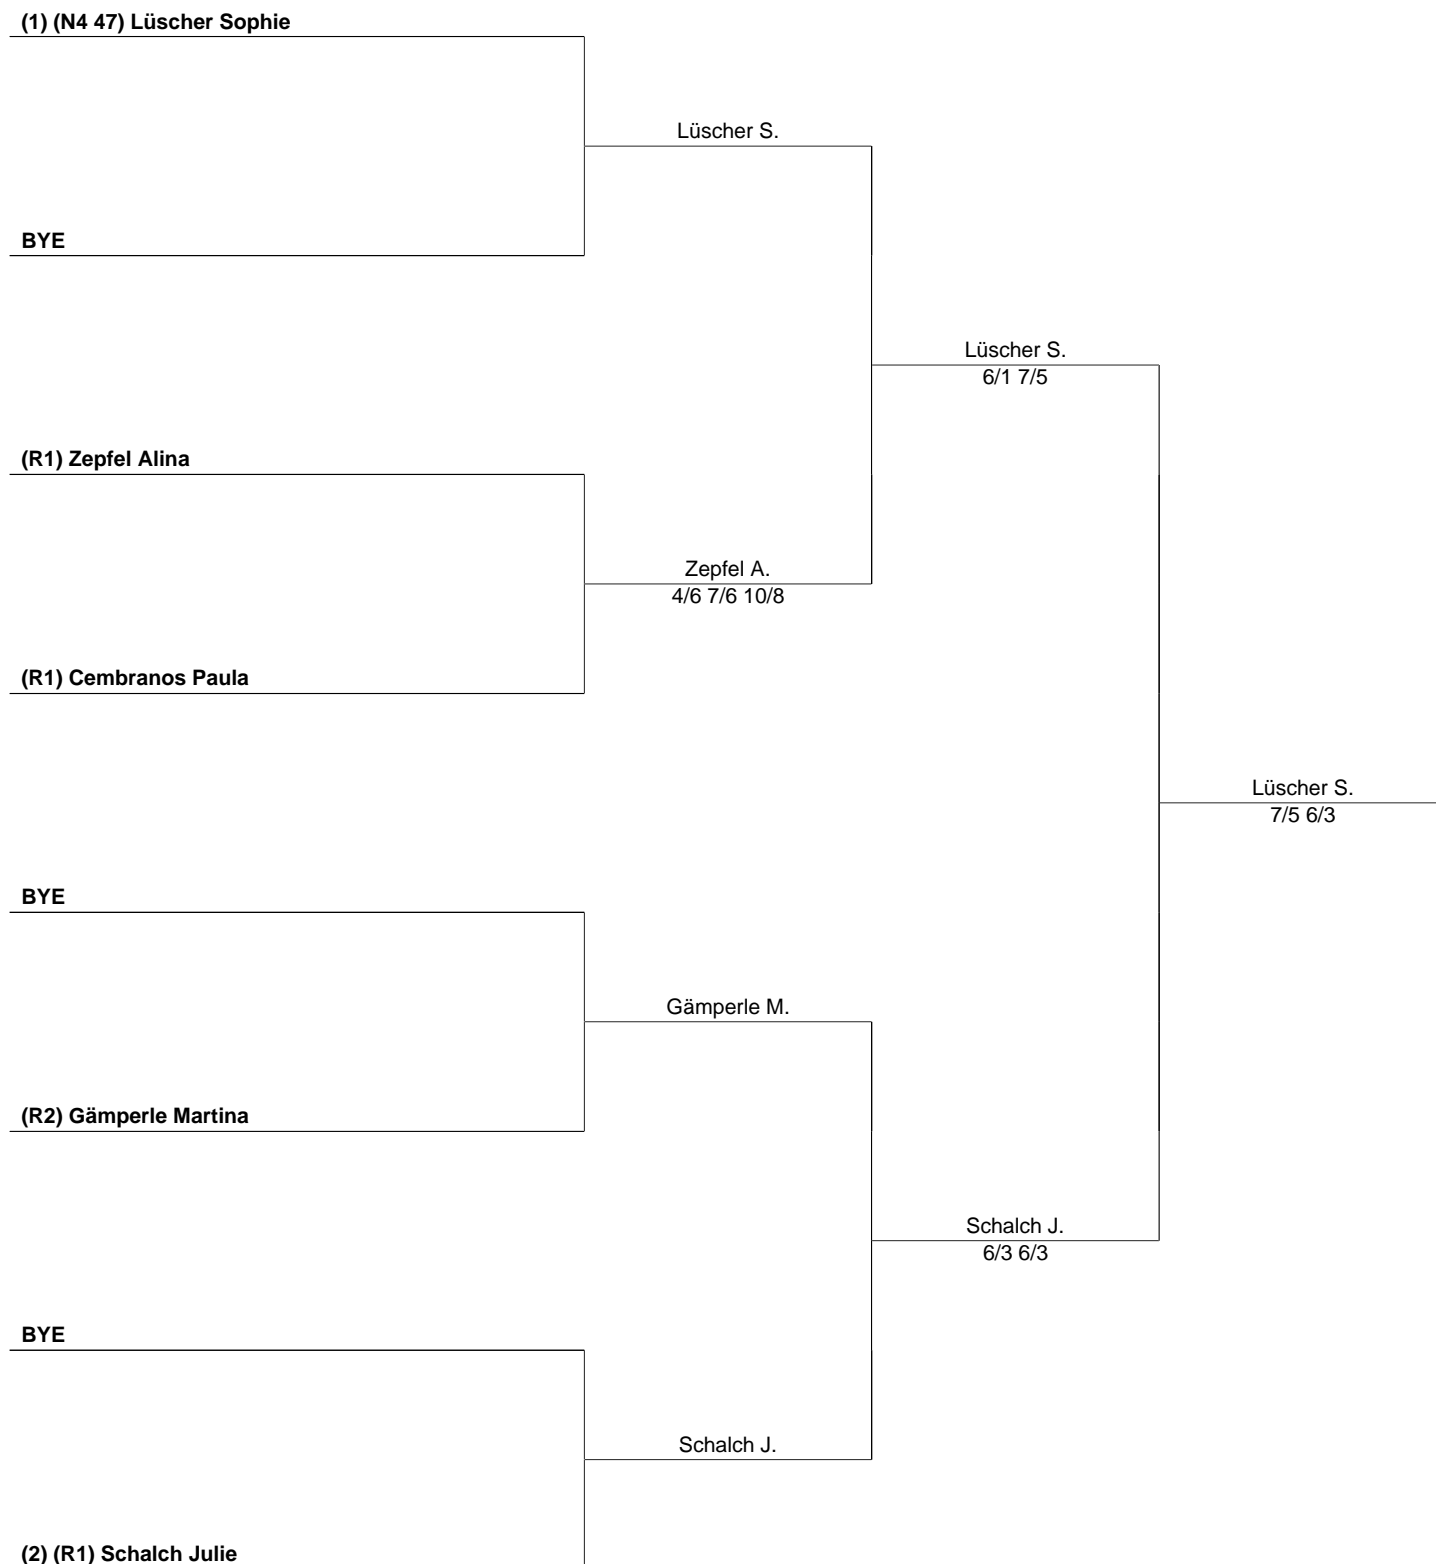 (1) (N4 47) Lüscher Sophie
Lüscher S.
BYE
Lüscher S.
6/1 7/5
(R1) Zepfel Alina
Zepfel A.
4/6 7/6 10/8
(R1) Cembranos Paula
Lüscher S.
7/5 6/3
BYE
Gämperle M.
(R2) Gämperle Martina
Schalch J.
6/3 6/3
BYE
Schalch J.
(2) (R1) Schalch Julie